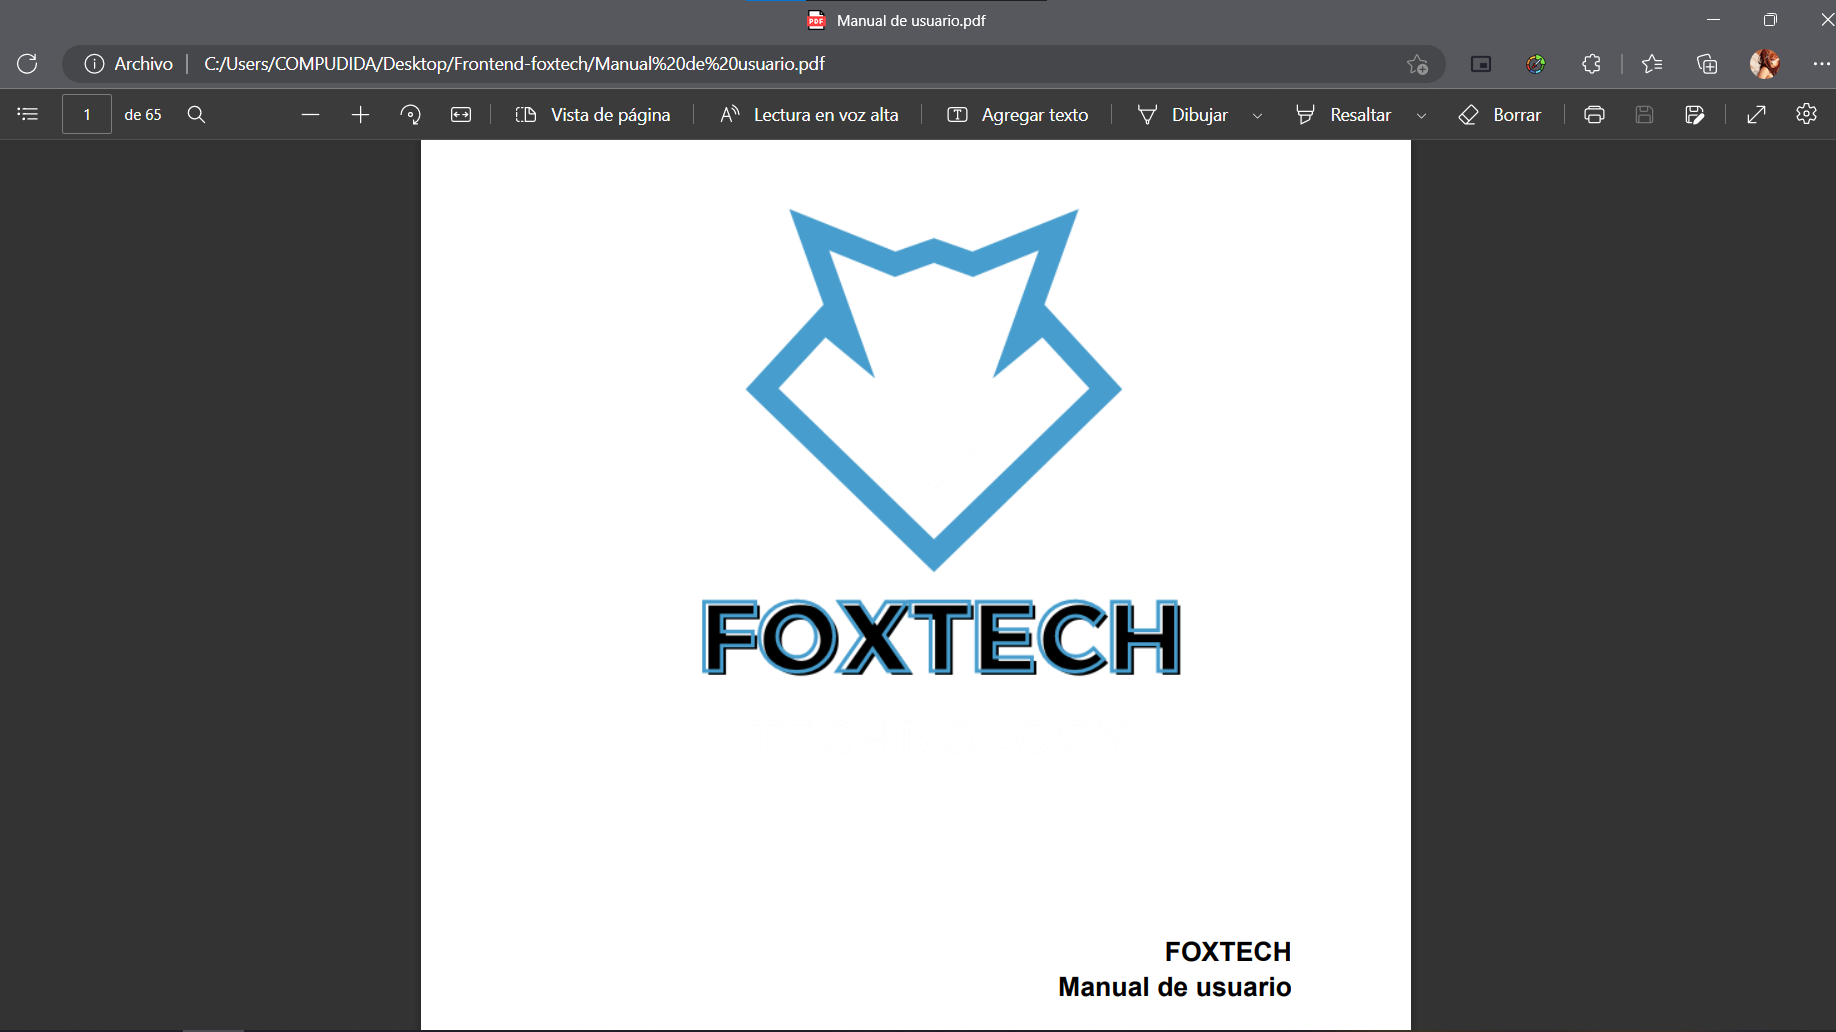 Manual de usuario.pdf
Archivo C:/Users/COMPUDIDA/Desktop/Frontend-foxtech/Manual%20de%20usuario.pdf
1 de 65 Vista de página Lectura en voz alta Agregar texto Dibujar Resaltar Borrar
FOXTECH
FOXTECH
Manual de usuario